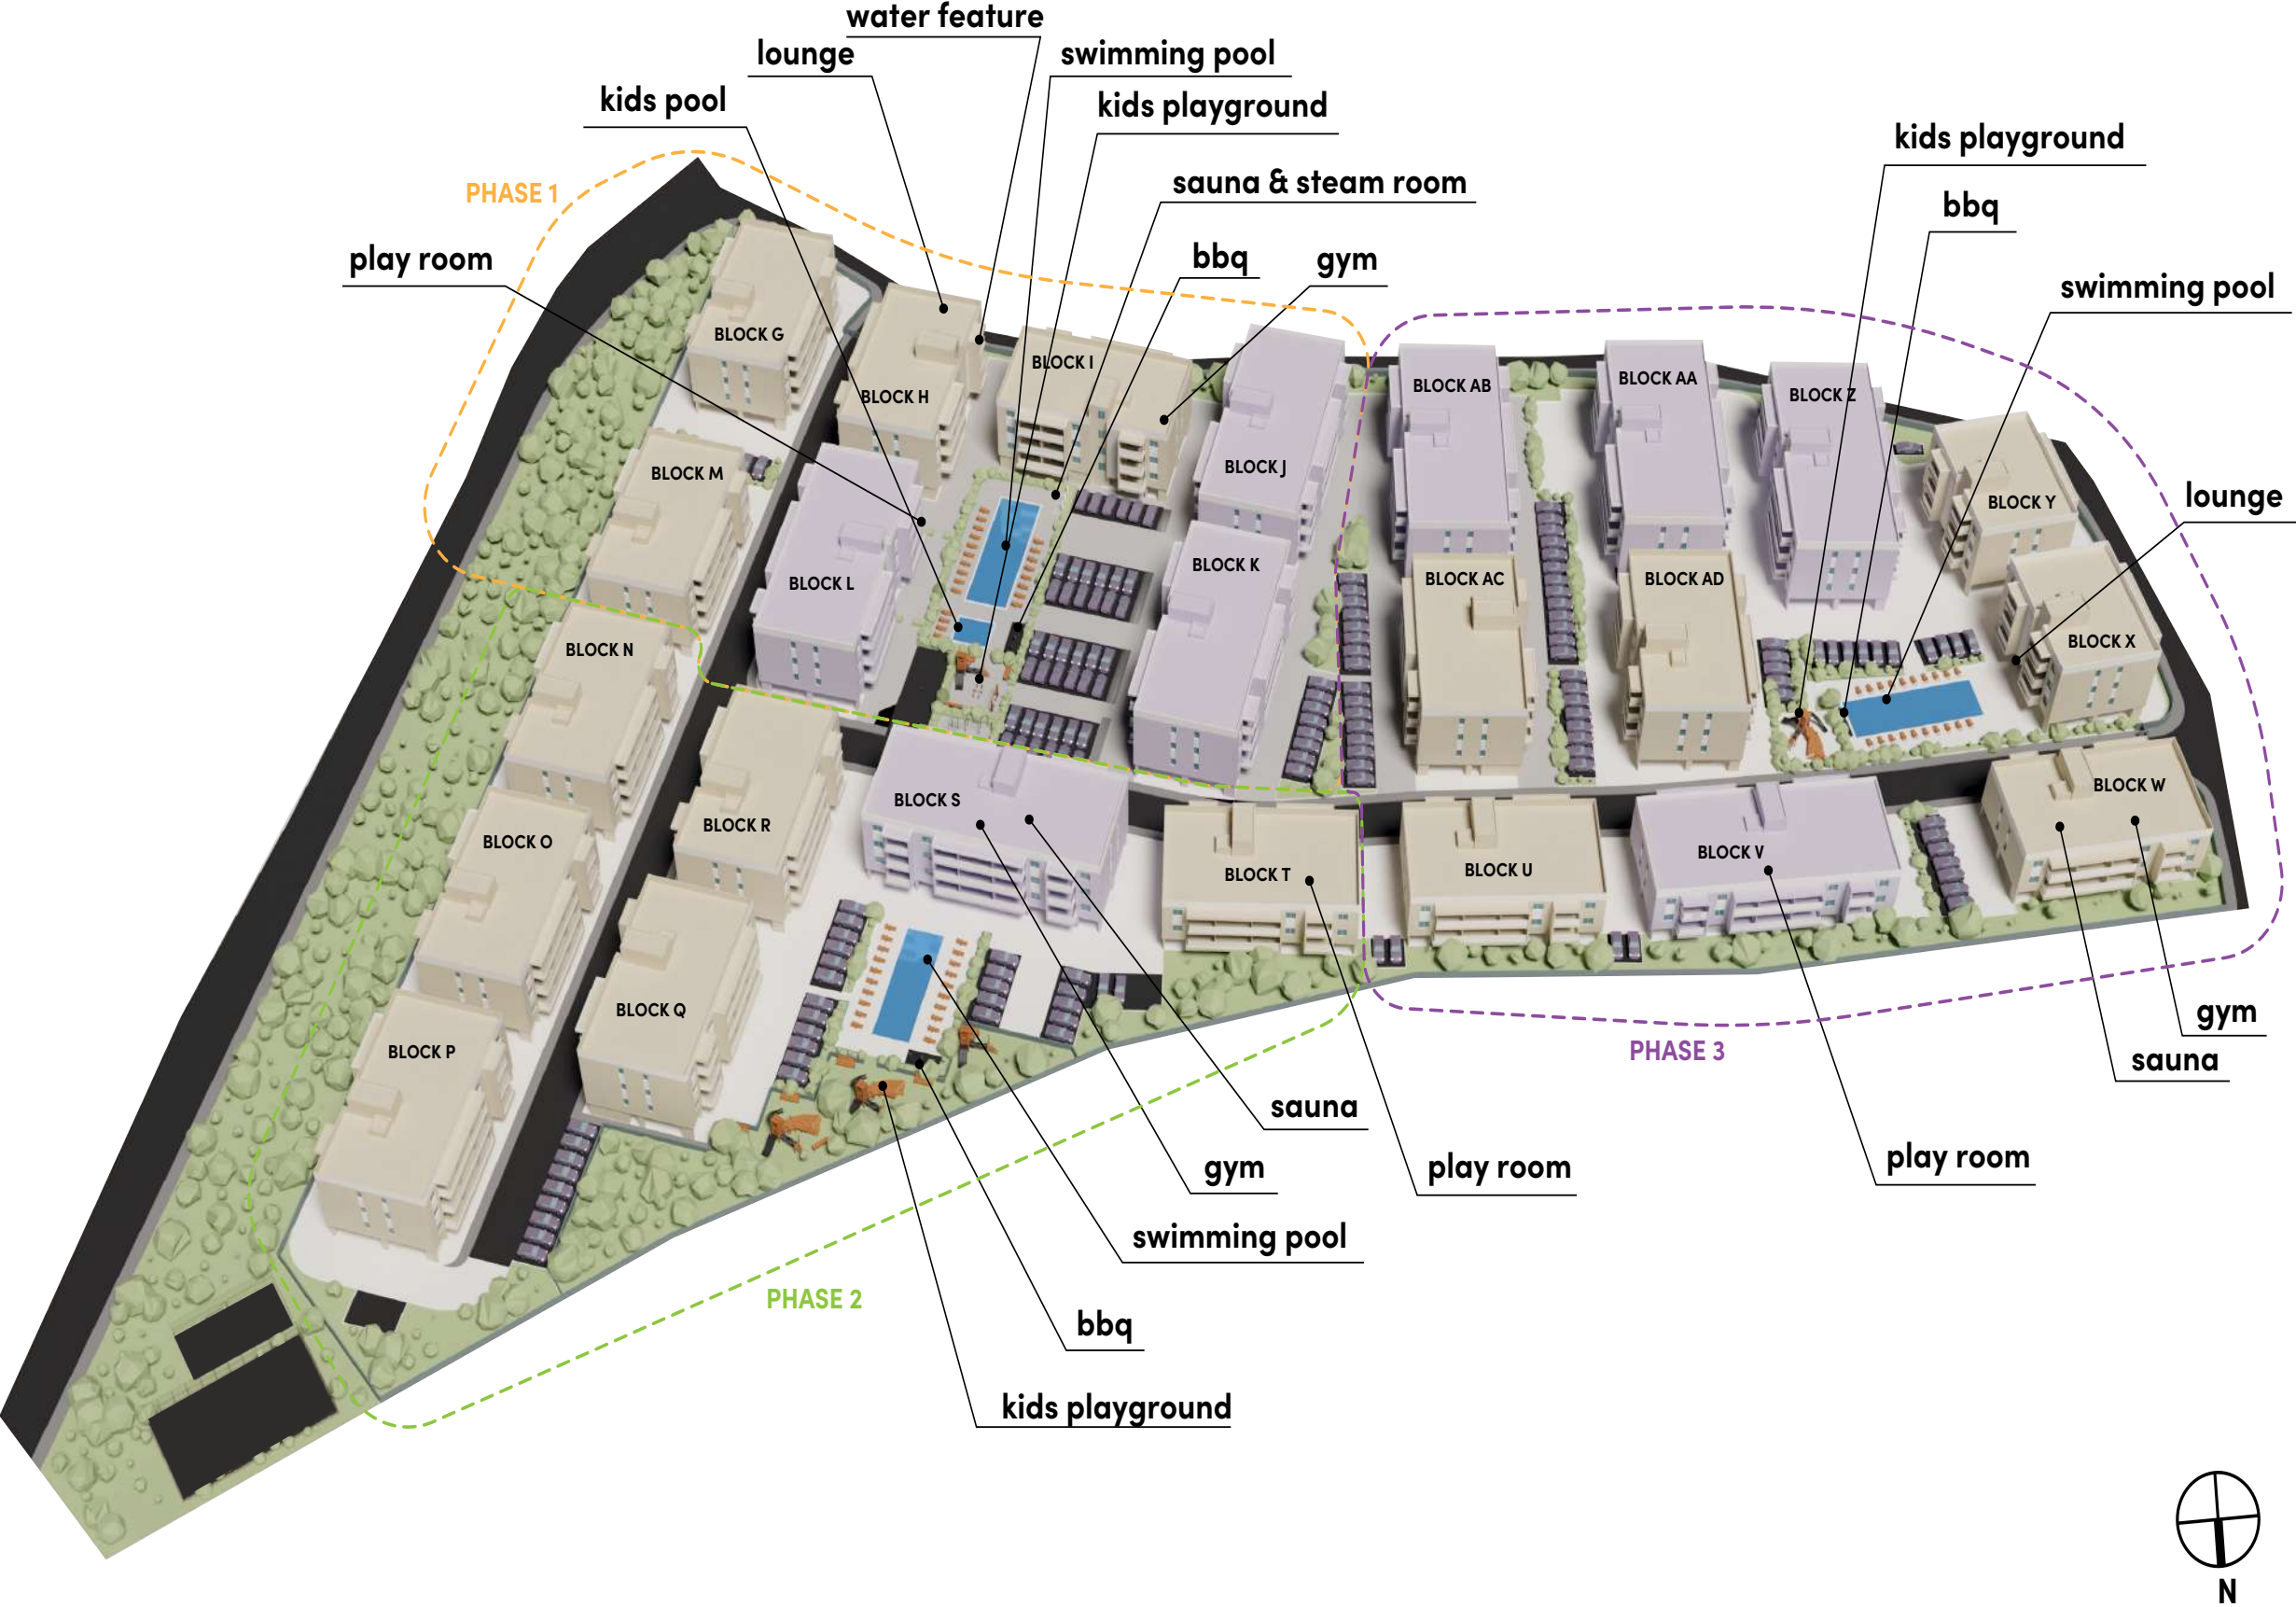 water feature
lounge
swimming pool
kids pool
kids playground
kids playground
sauna & steam room
PHASE 1
bbq
play room
bbq
gym
swimming pool
BLOCK G
BLOCK I
BLOCK H
BLOCK AB
BLOCK AA
BLOCK Z
BLOCK M
BLOCK J
BLOCK Y
lounge
BLOCK L
BLOCK K
BLOCK AC
BLOCK AD
BLOCK N
BLOCK X
BLOCK S
BLOCK W
BLOCK R
BLOCK O
BLOCK T
BLOCK U
BLOCK V
BLOCK Q
BLOCK P
gym
PHASE 3
sauna
sauna
gym
play room
play room
swimming pool
PHASE 2
bbq
kids playground
N